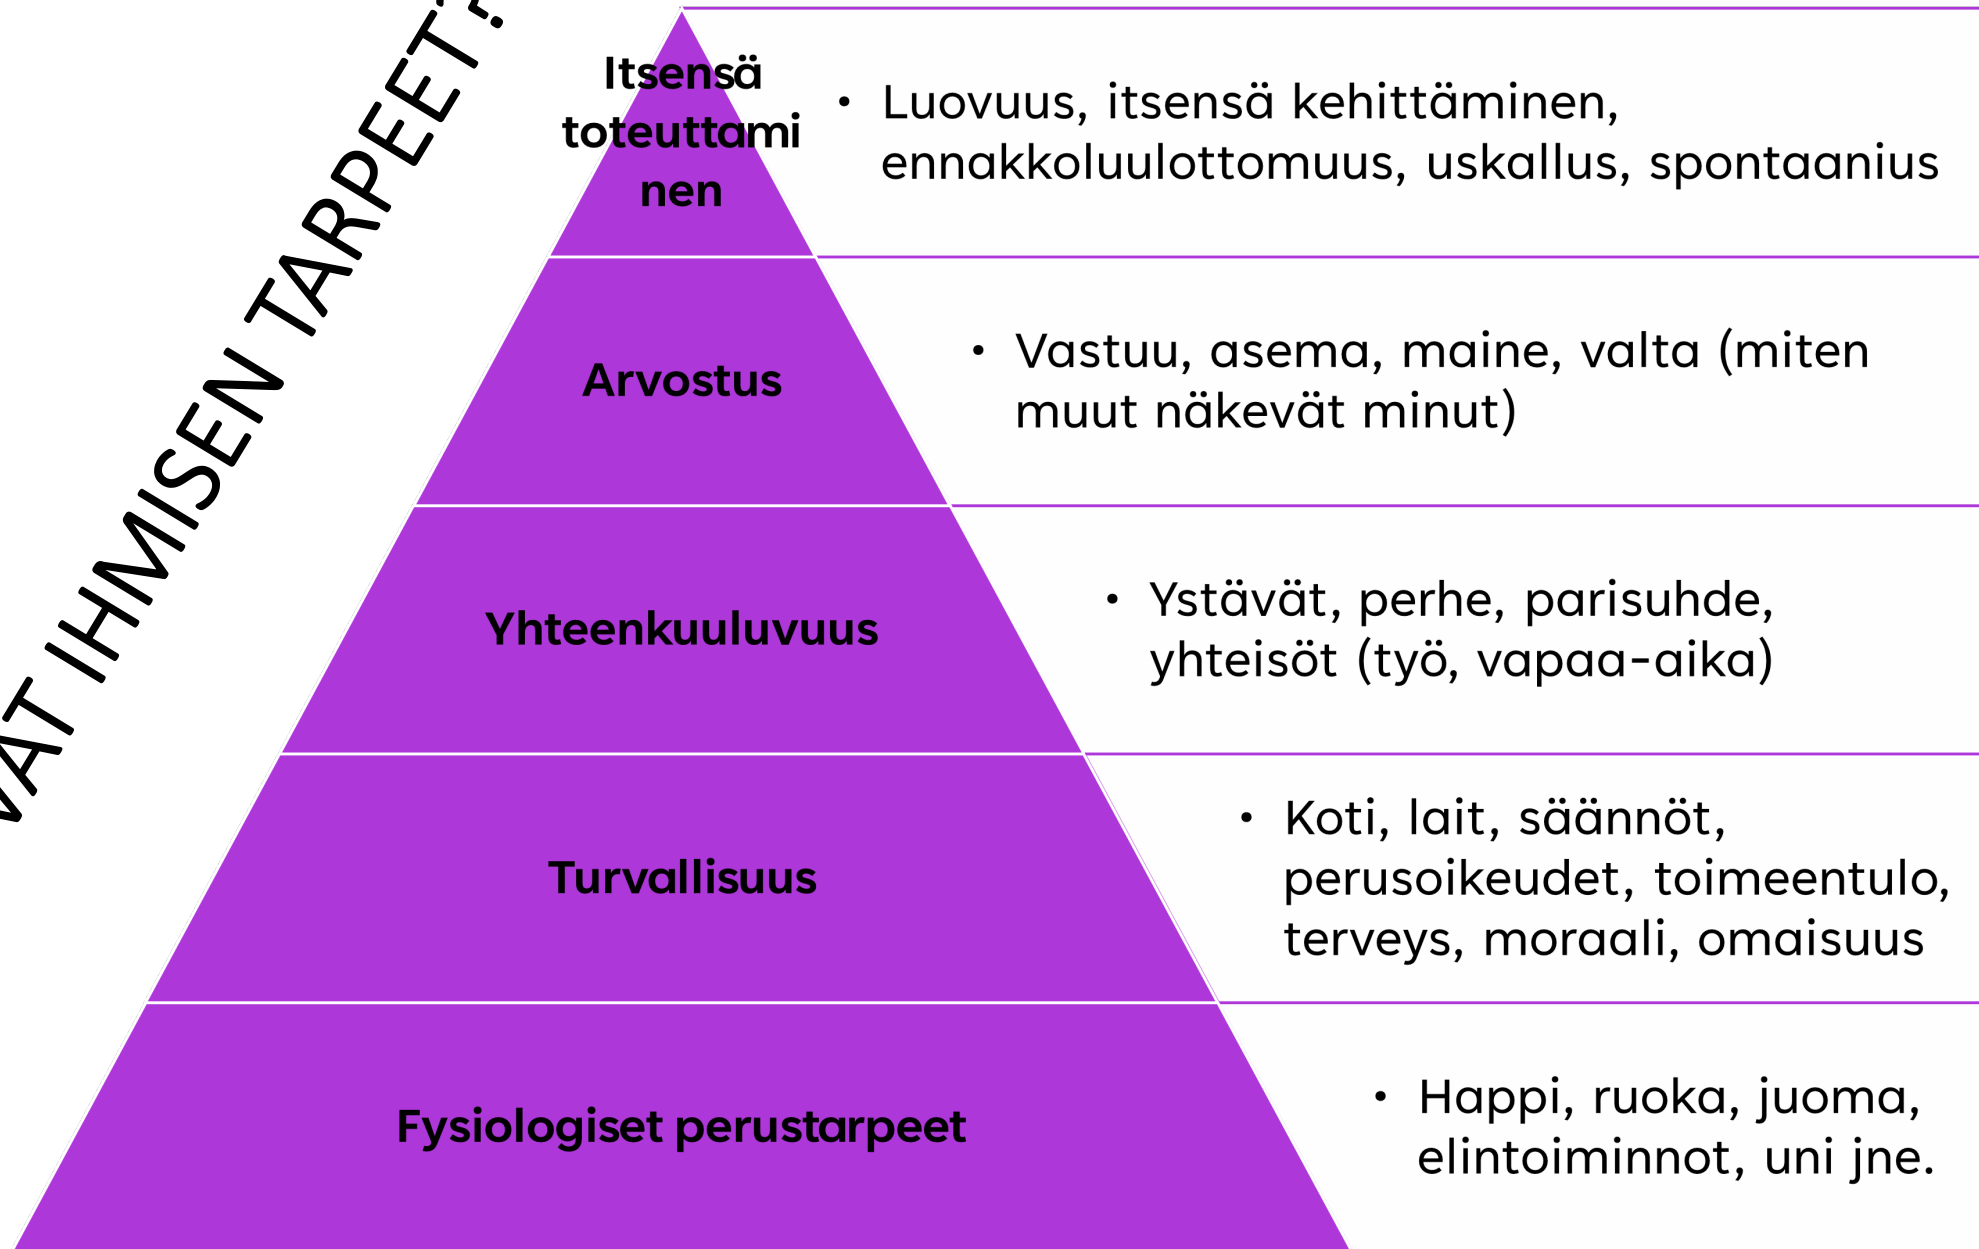 IHMISEN TARPEET?
Itsensä
toteuttami
nen
• Luovuus, itsensä kehittäminen,
ennakkoluulottomuus, uskallus, spontaanius
Arvostus
• Vastuu, asema, maine, valta (miten
muut näkevät minut)
Yhteenkuuluvuus
• Ystävät, perhe, parisuhde,
yhteisöt (työ, vapaa-aika)
Turvallisuus
• Koti, lait, säännöt,
perusoikeudet, toimeentulo,
terveys, moraali, omaisuus
Fysiologiset perustarpeet
• Happi, ruoka, juoma,
elintoiminnot, uni jne.